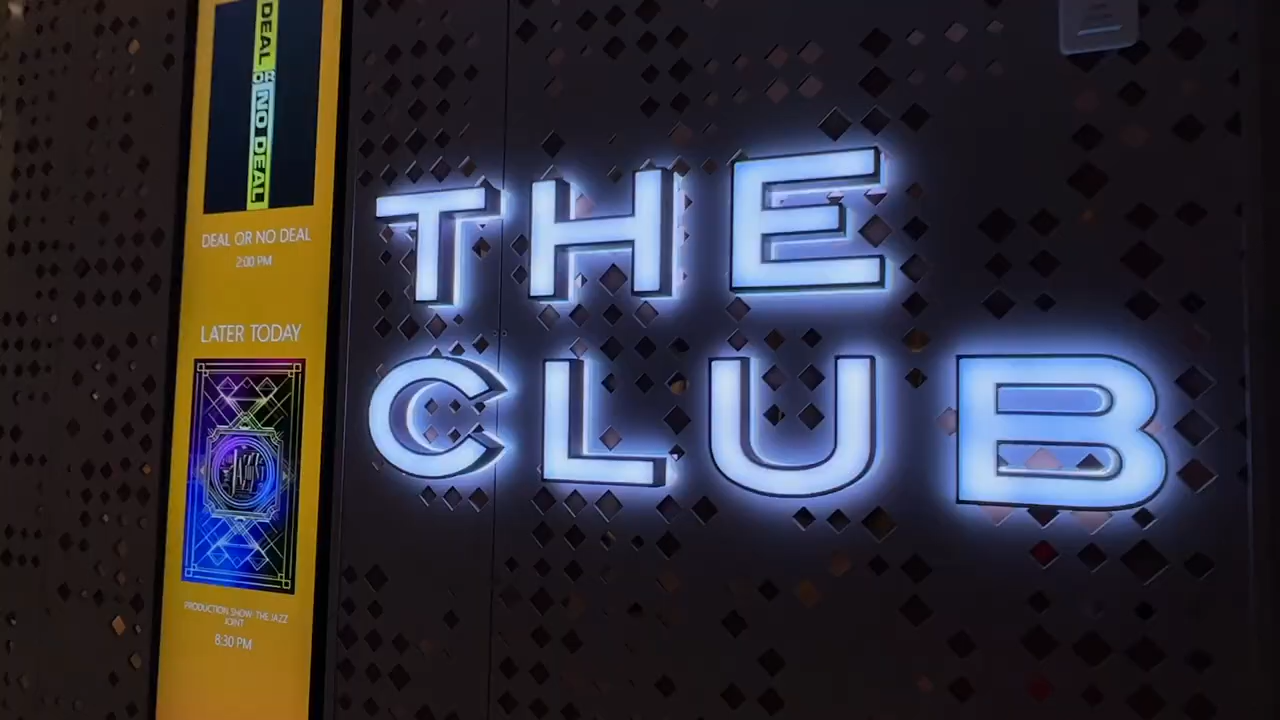 DEAL OR NO DEAL
DEAL OR NO DEAL
2:00 PM
LATER TODAY
JAZZ
PRODUCTION SHOW: THE JAZZ
JOINT
8:30 PM
THE
CLUB